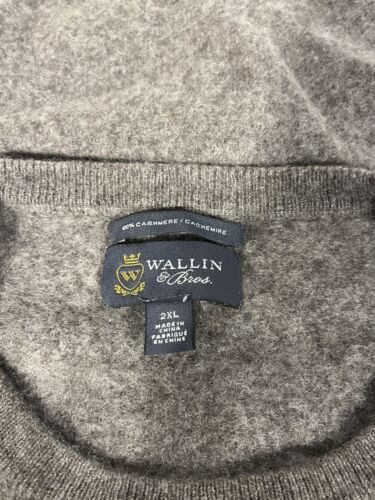 100% CASHMERE / CACHEMIRE
W
WALLIN
& Bros.
2XL
MADE IN
CHINA
FABRIQUÉ
EN CHINE